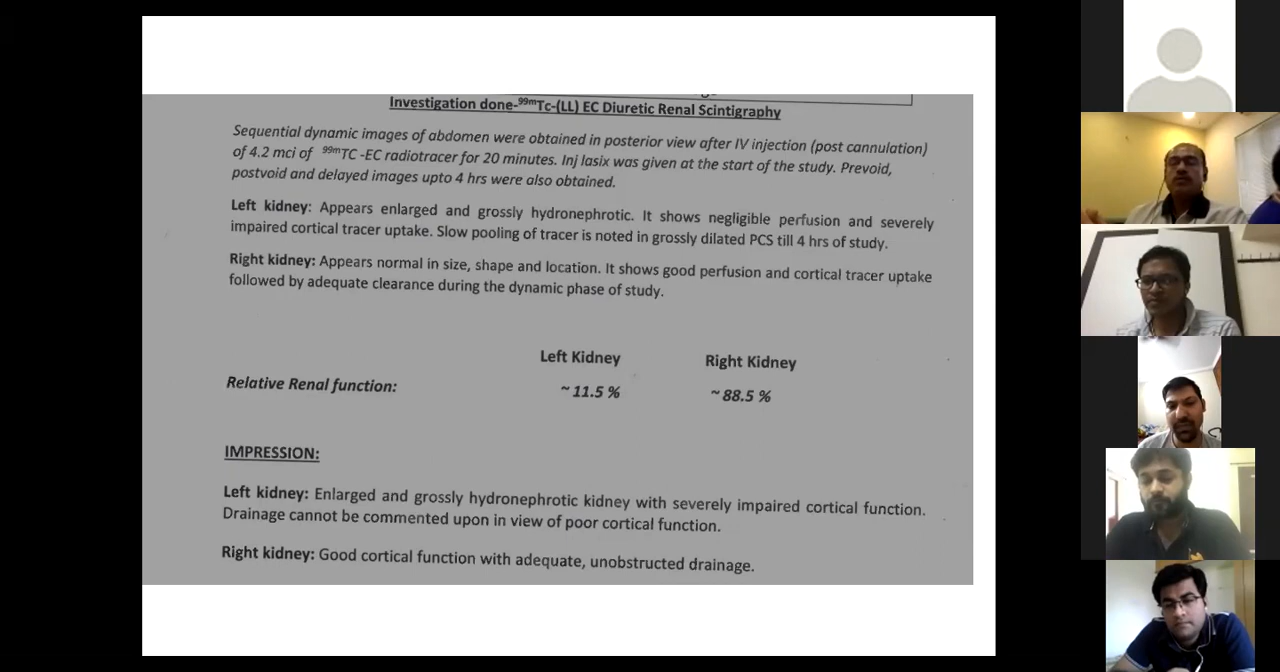 Investigation done-99mTc-(LL) EC Diuretic Renal Scintigraphy
Sequential dynamic images of abdomen were obtained in posterior view after IV injection (post cannulation)
of 4.2 mci of 99mTC -EC radiotracer for 20 minutes. Inj lasix was given at the start of the study. Prevoid,
postvoid and delayed images upto 4 hrs were also obtained.
Left kidney: Appears enlarged and grossly hydronephrotic. It shows negligible perfusion and severely
impaired cortical tracer uptake. Slow pooling of tracer is noted in grossly dilated PCS till 4 hrs of study.
Right kidney: Appears normal in size, shape and location. It shows good perfusion and cortical tracer uptake
followed by adequate clearance during the dynamic phase of study.
Left Kidney Right Kidney
Relative Renal function: ~ 11.5 % ~ 88.5 %
IMPRESSION:
Left kidney: Enlarged and grossly hydronephrotic kidney with severely impaired cortical function.
Drainage cannot be commented upon in view of poor cortical function.
Right kidney: Good cortical function with adequate, unobstructed drainage.